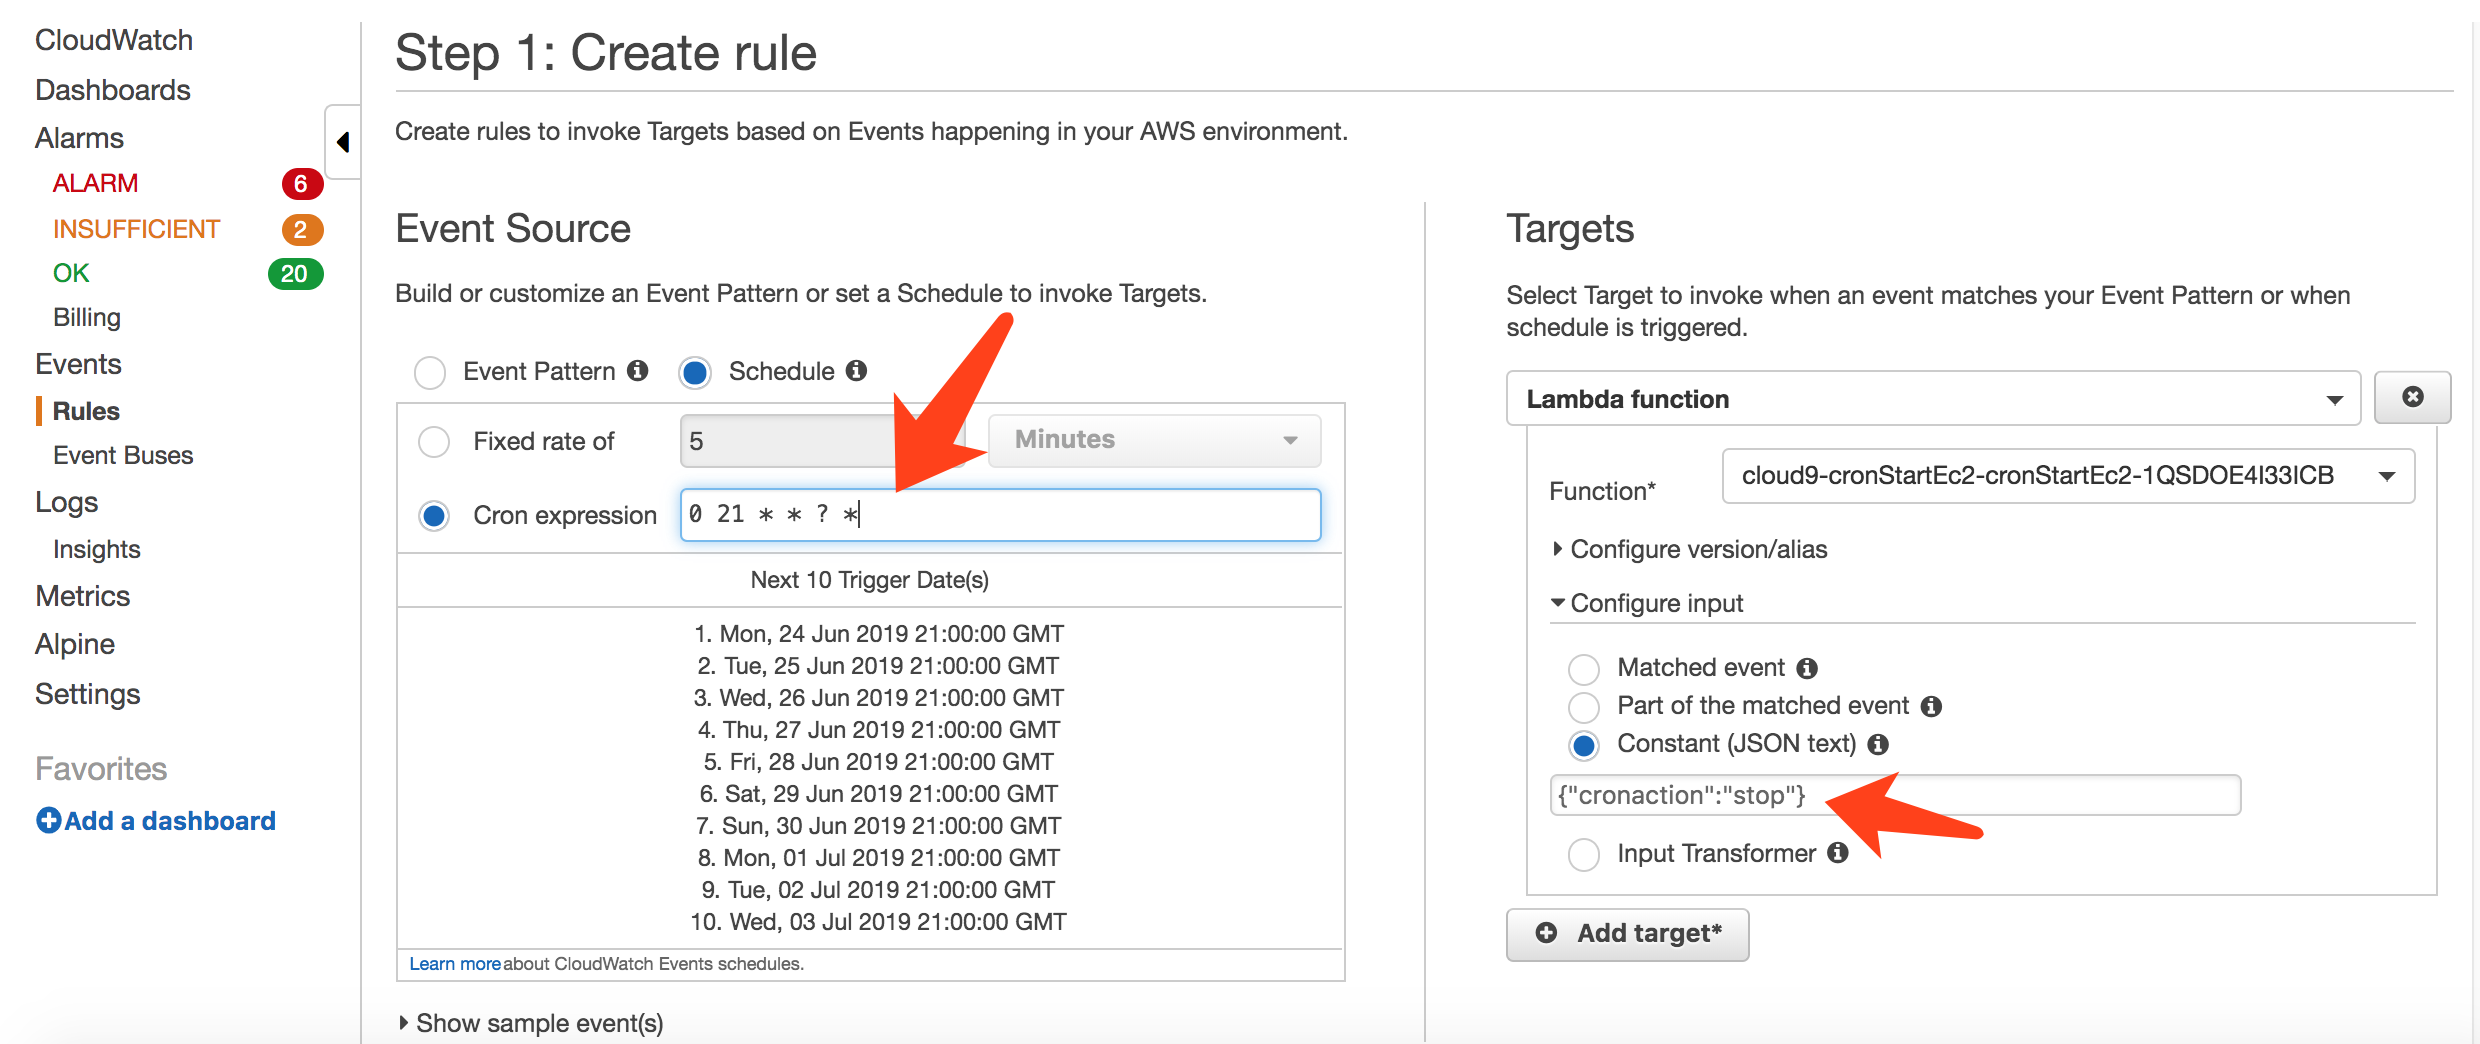 CloudWatch
Dashboards
Alarms
ALARM 6
INSUFFICIENT 2
OK 20
Billing
Events
Rules
Event Buses
Logs
Insights
Metrics
Alpine
Settings
Favorites
Add a dashboard
Step 1: Create rule
Create rules to invoke Targets based on Events happening in your AWS environment.
Event Source
Build or customize an Event Pattern or set a Schedule to invoke Targets.
Event Pattern Schedule
Fixed rate of 5 Minutes
Cron expression 0 21 * * ? *
Next 10 Trigger Date(s)
1. Mon, 24 Jun 2019 21:00:00 GMT
2. Tue, 25 Jun 2019 21:00:00 GMT
3. Wed, 26 Jun 2019 21:00:00 GMT
4. Thu, 27 Jun 2019 21:00:00 GMT
5. Fri, 28 Jun 2019 21:00:00 GMT
6. Sat, 29 Jun 2019 21:00:00 GMT
7. Sun, 30 Jun 2019 21:00:00 GMT
8. Mon, 01 Jul 2019 21:00:00 GMT
9. Tue, 02 Jul 2019 21:00:00 GMT
10. Wed, 03 Jul 2019 21:00:00 GMT
Learn more about CloudWatch Events schedules.
Show sample event(s)
Targets
Select Target to invoke when an event matches your Event Pattern or when
schedule is triggered.
Lambda function
Function* cloud9-cronStartEc2-cronStartEc2-1QSDOE4I33ICB
Configure version/alias
Configure input
Matched event
Part of the matched event
Constant (JSON text)
{"cronaction":"stop"}
Input Transformer
Add target*